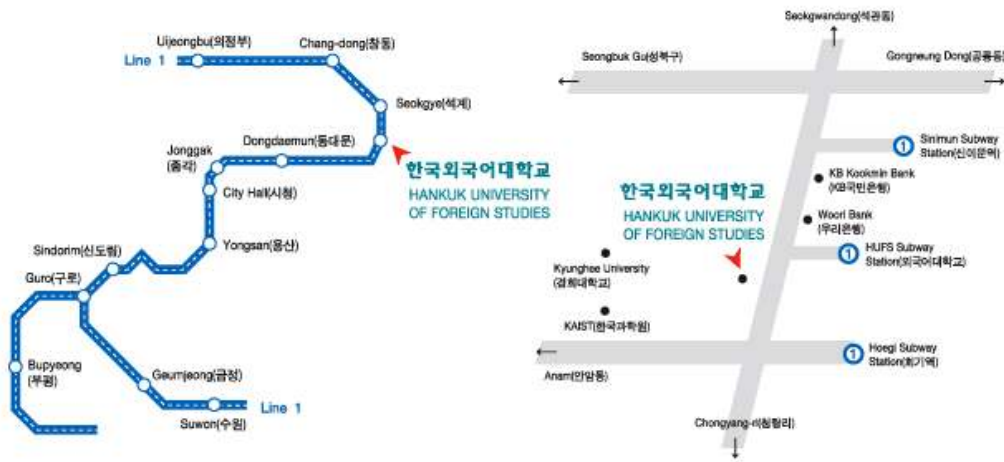 Uijeongbu(의정부)
Chang-dong(창동)
Line 1
Seokgye(석계)
Dongdaemun(동대문)
Jonggak
(종각)
한국외국어대학교
HANKUK UNIVERSITY
OF FOREIGN STUDIES
City Hall(시청)
Yongsan(용산)
Sindorim(신도림)
Guro(구로)
Bupyeong
(부평)
Geumjeong(금정)
Line 1
Suwon(수원)
Seokgwandong(석관동)
Seongbuk Gu(성북구)
Gongneung Dong(공릉동)
1
Sinimun Subway
Station(신이문역)
KB Kookmin Bank
(KB국민은행)
한국외국어대학교
HANKUK UNIVERSITY
OF FOREIGN STUDIES
Woori Bank
(우리은행)
1
HUFS Subway
Station(외국어대학교)
Kyunghee University
(경희대학교)
KAIST(한국과학원)
1
Hoegi Subway
Station(회기역)
Anam(안암동)
Chongyang-ri(청량리)